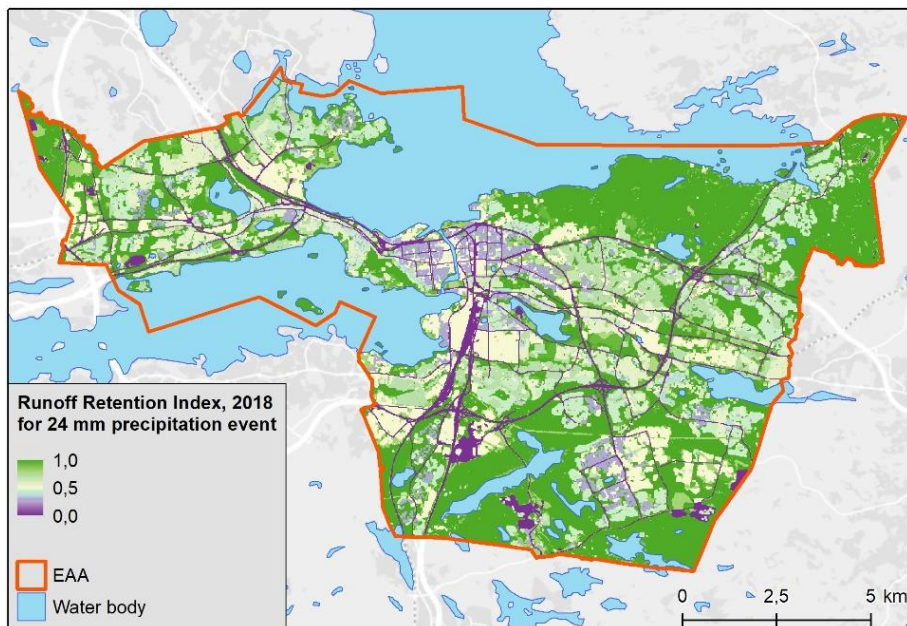 Runoff Retention Index, 2018
for 24 mm precipitation event
1,0
0,5
0,0
EAA
Water body
0 2,5 5 km